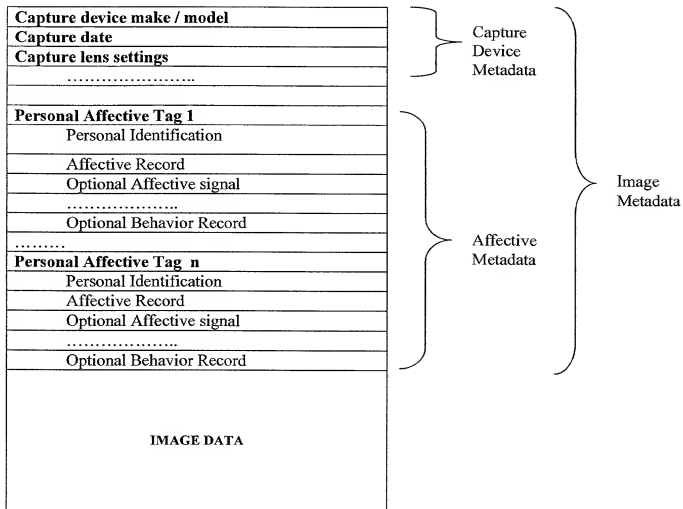 Capture device make / model
Capture date
Capture lens settings
........................
Personal Affective Tag 1
Personal Identification
Affective Record
Optional Affective signal
....................
Optional Behavior Record
.........
Personal Affective Tag n
Personal Identification
Affective Record
Optional Affective signal
....................
Optional Behavior Record
IMAGE DATA
Capture
Device
Metadata
Affective
Metadata
Image
Metadata